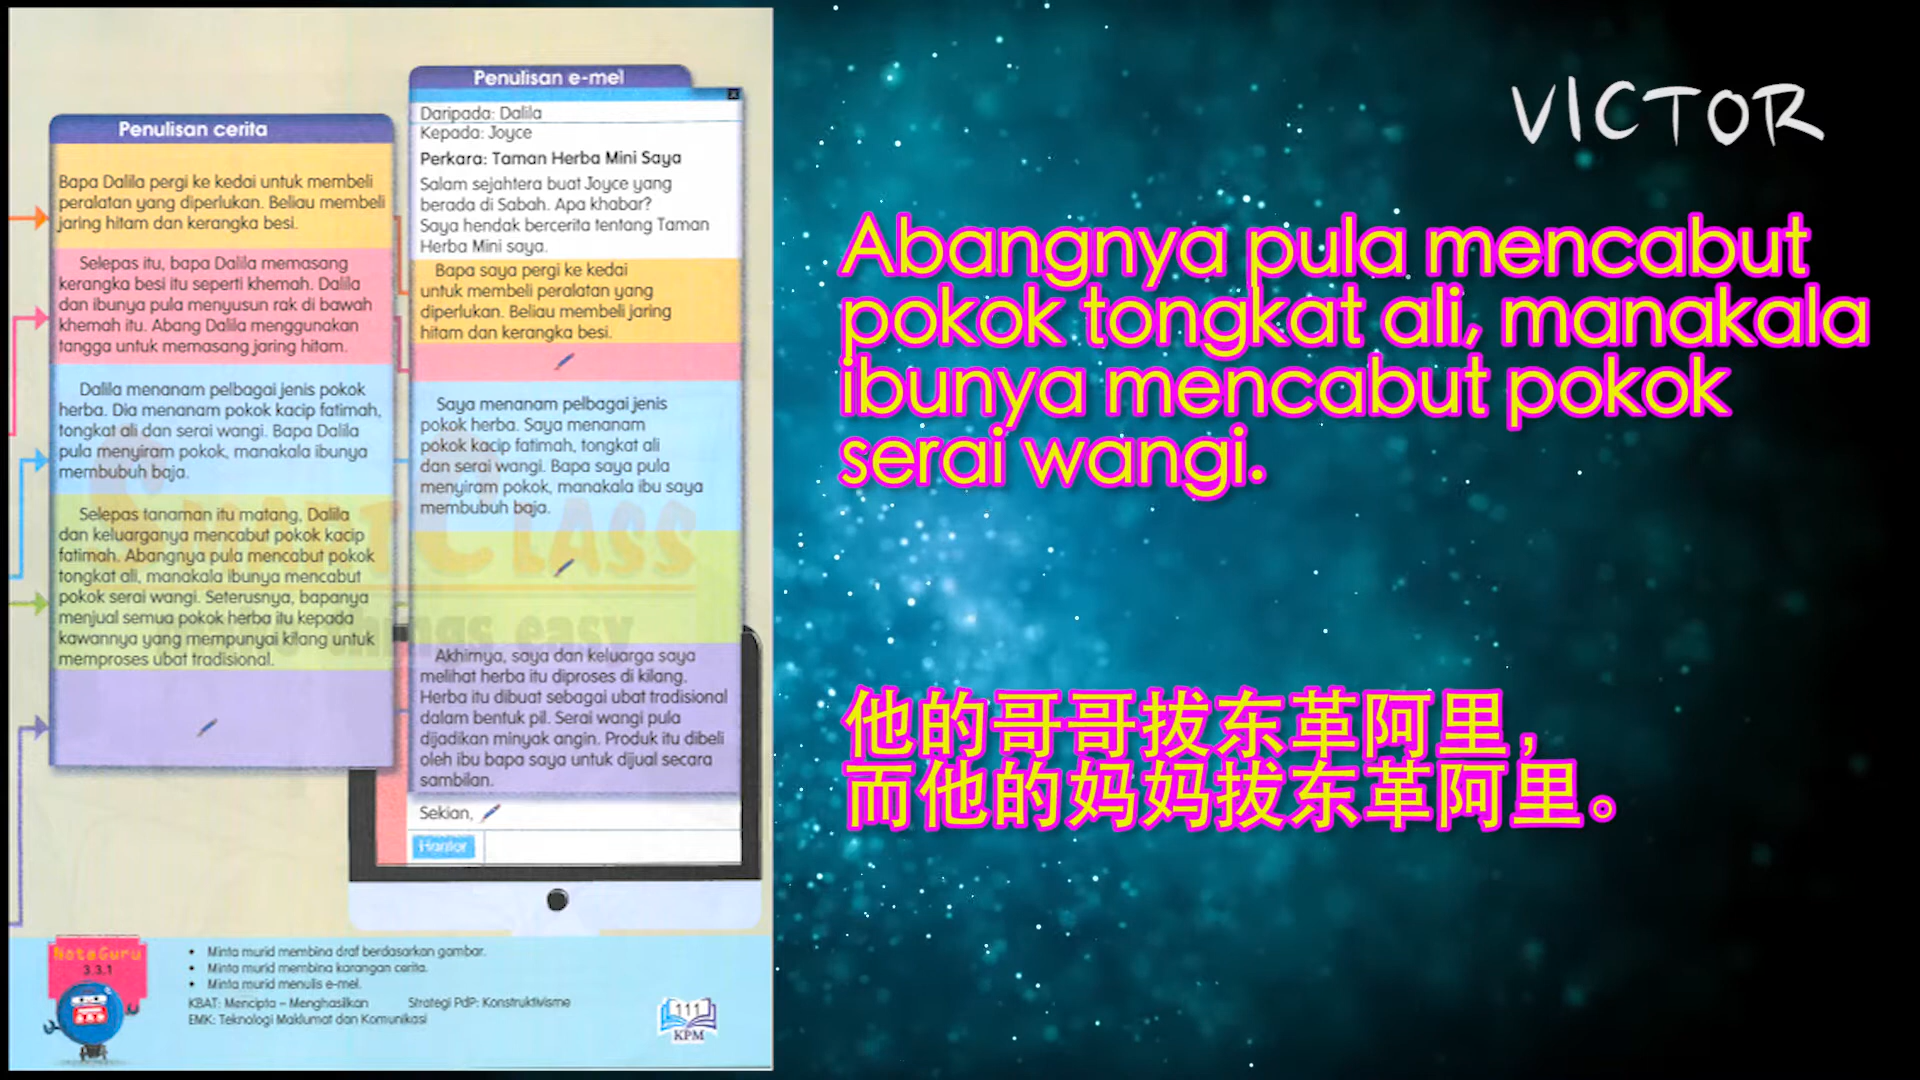 Penulisan cerita
Bapa Dalila pergi ke kedai untuk membeli
peralatan yang diperlukan. Beliau membeli
jaring hitam dan kerangka besi.
Selepas itu, bapa Dalila memasang
kerangka besi itu seperti khemah. Dalila
dan ibunya pula menyusun rak di bawah
khemah itu. Abang Dalila menggunakan
tangga untuk memasang jaring hitam.
Dalila menanam pelbagai jenis pokok
herba. Dia menanam pokok kacip fatimah,
tongkat ali dan serai wangi. Bapa Dalila
pula menyiram pokok, manakala ibunya
membubuh baja.
Selepas tanaman itu matang, Dalila
dan keluarganya mencabut pokok kacip
fatimah. Abangnya pula mencabut pokok
tongkat ali, manakala ibunya mencabut
pokok serai wangi. Seterusnya, bapanya
menjual semua pokok herba itu kepada
kawannya yang mempunyai kilang untuk
memproses ubat tradisional.
Penulisan e-mel
Daripada: Dalila
Kepada: Joyce
Perkara: Taman Herba Mini Saya
Salam sejahtera buat Joyce yang
berada di Sabah. Apa khabar?
Saya hendak bercerita tentang Taman
Herba Mini saya.
Bapa saya pergi ke kedai
untuk membeli peralatan yang
diperlukan. Beliau membeli jaring
hitam dan kerangka besi.
Saya menanam pelbagai jenis
pokok herba. Saya menanam
pokok kacip fatimah, tongkat ali
dan serai wangi. Bapa saya pula
menyiram pokok, manakala ibu saya
membubuh baja.
Akhirnya, saya dan keluarga saya
melihat herba itu diproses di kilang.
Herba itu dibuat sebagai ubat tradisional
dalam bentuk pil. Serai wangi pula
dijadikan minyak angin. Produk itu dibeli
oleh ibu bapa saya untuk dijual secara
sambilan.
Sekian,
Hantar
NotaGuru
3.3.1
• Minta murid membina draf berdasarkan gambar.
• Minta murid membina karangan cerita.
• Minta murid menulis e-mel.
KBAT: Mencipta – Menghasilkan Strategi PdP: Konstruktivisme
EMK: Teknologi Maklumat dan Komunikasi
111
KPM
VICTOR
Abangnya pula mencabut
pokok tongkat ali, manakala
ibunya mencabut pokok
serai wangi.
他的哥哥拔东革阿里，
而他的妈妈拔东革阿里。